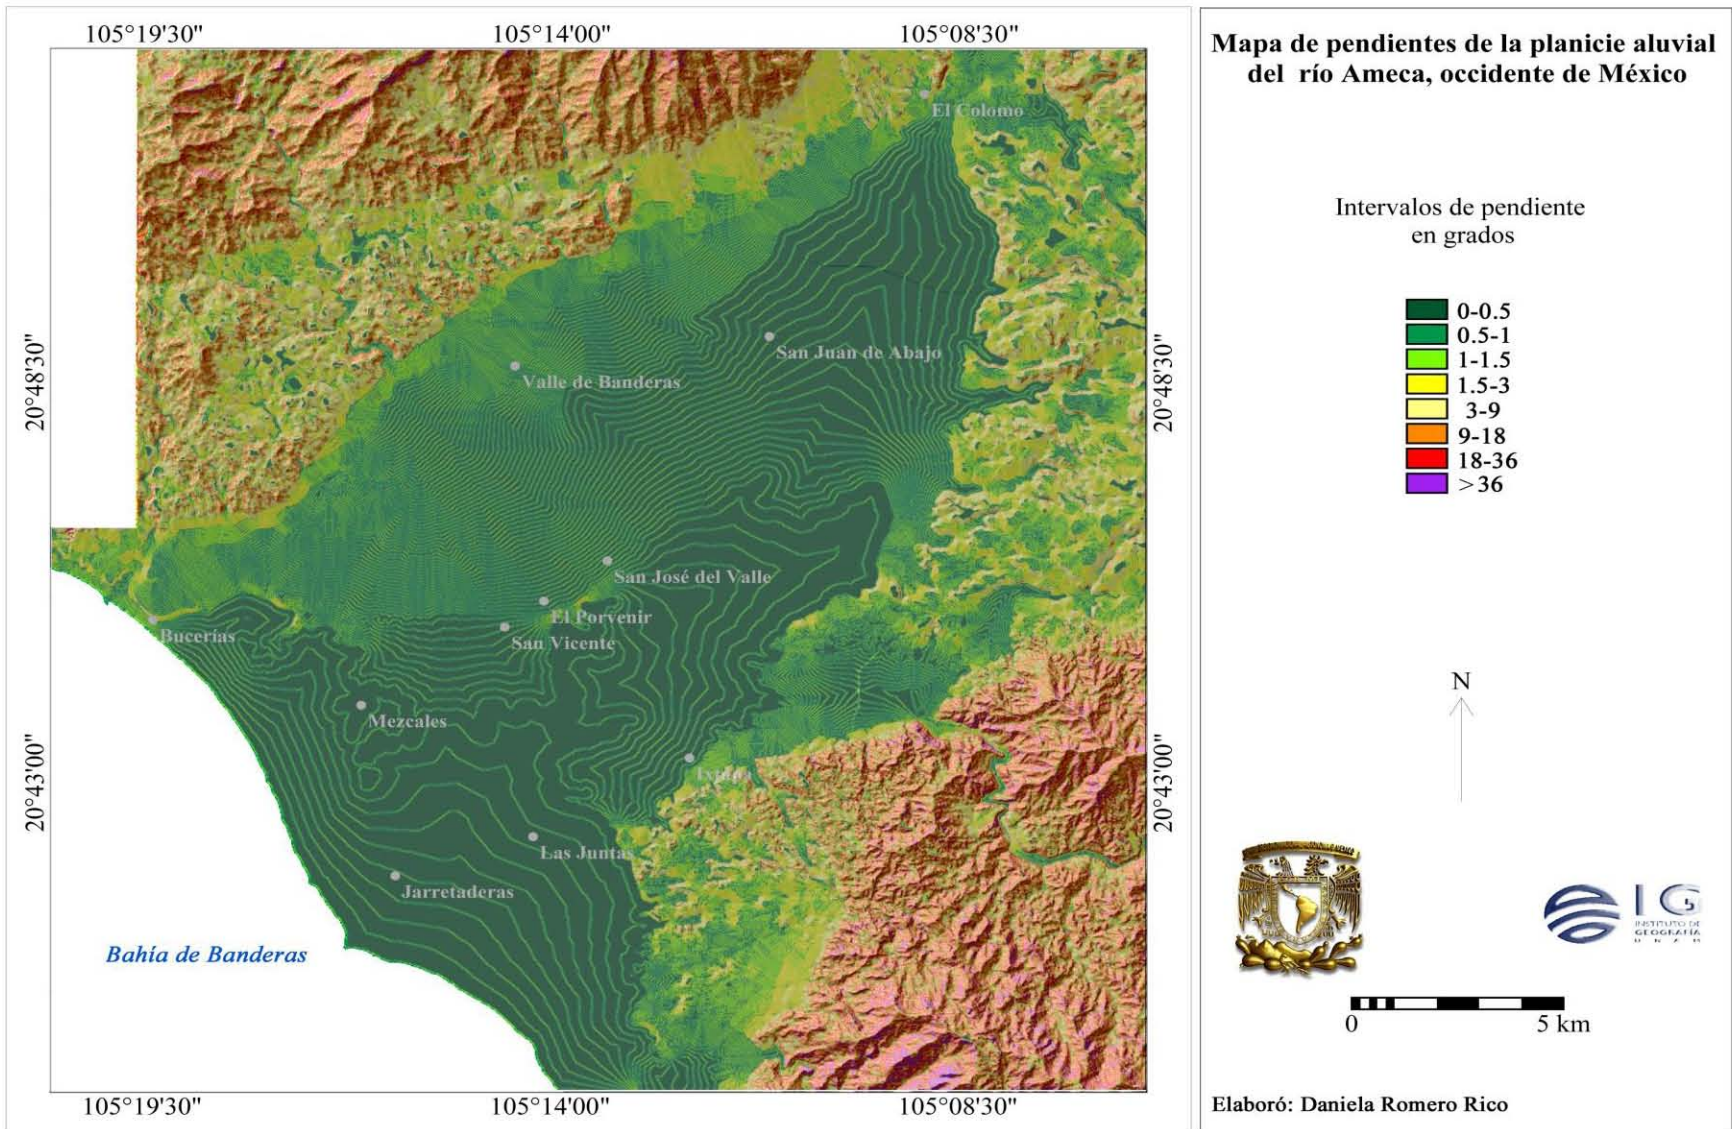 105°19'30"
105°14'00"
105°08'30"
Mapa de pendientes de la planicie aluvial
del río Ameca, occidente de México
El Colomo
Intervalos de pendiente
en grados
0-0.5
0.5-1
1-1.5
1.5-3
3-9
9-18
18-36
>36
20°48'30"
20°48'30"
San Juan de Abajo
Valle de Banderas
San José del Valle
El Porvenir
San Vicente
Bucerías
Mezcales
Las Juntas
Jarretaderas
Bahía de Banderas
20°43'00"
20°43'00"
N
IG
INSTITUTO DE
GEOGRAFÍA
U N A M
0
5 km
105°19'30"
105°14'00"
105°08'30"
Elaboró: Daniela Romero Rico